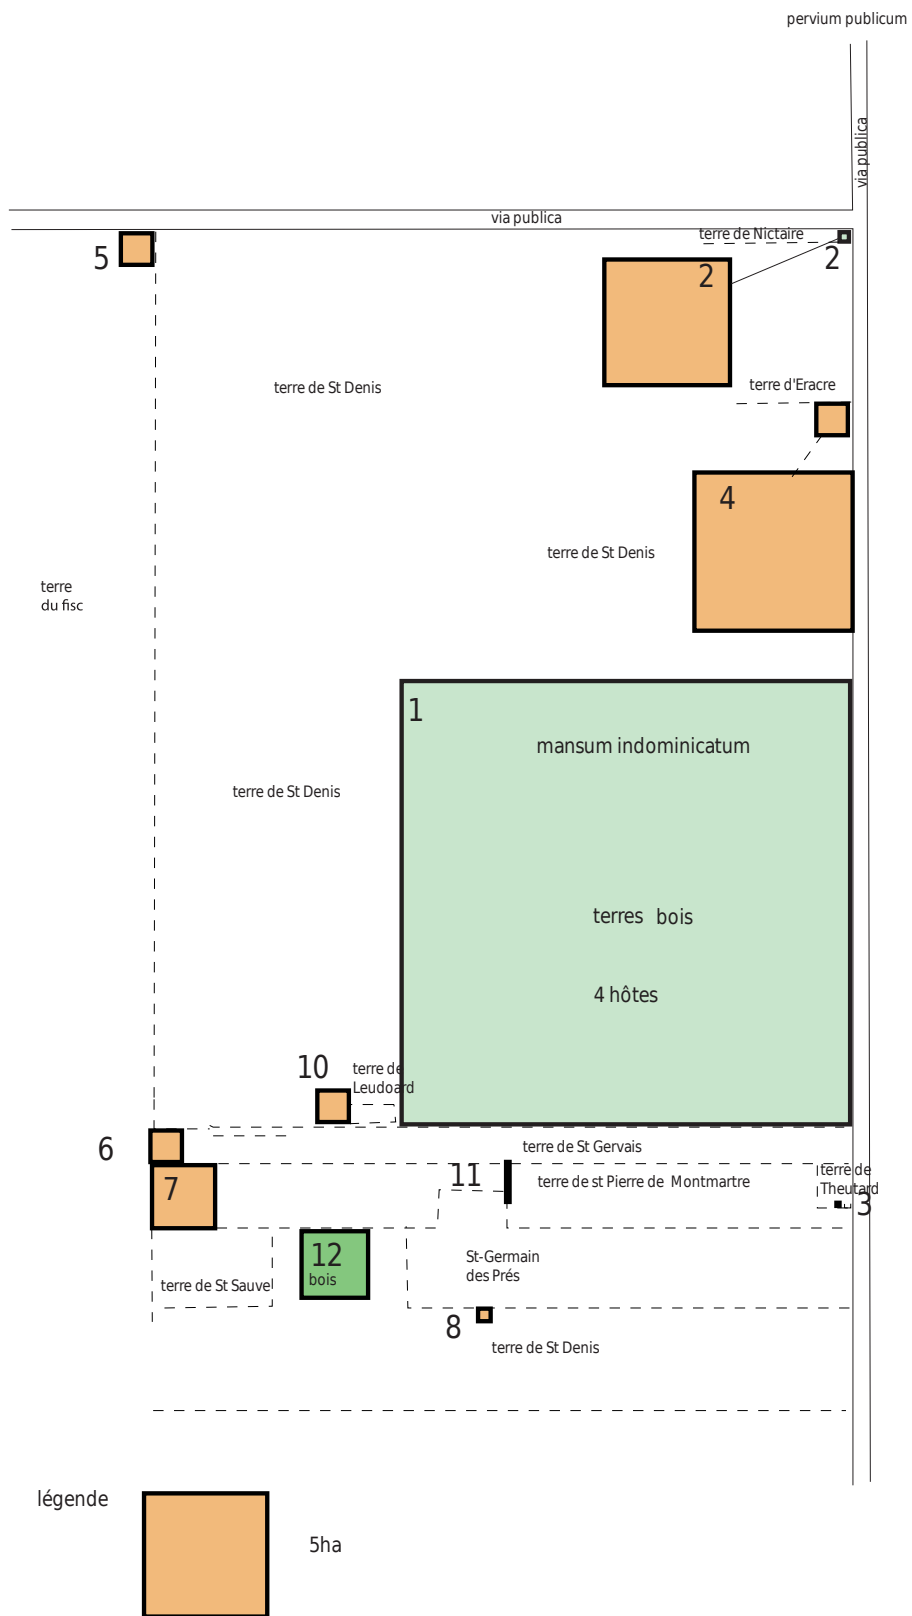 pervium publicum
via publica
via publica
terre de Nictaire
5
2
2
terre de St Denis
terre d'Eracre
4
terre de St Denis
terre
du fisc
1
mansum indominicatum
terre de St Denis
terres bois
4 hôtes
10
terre de
Leudoard
6
terre de St Gervais
11
terre de st Pierre de Montmartre
terre de
Theutard
7
3
12
bois
St-Germain
des Prés
terre de St Sauve
8
terre de St Denis
légende
5ha